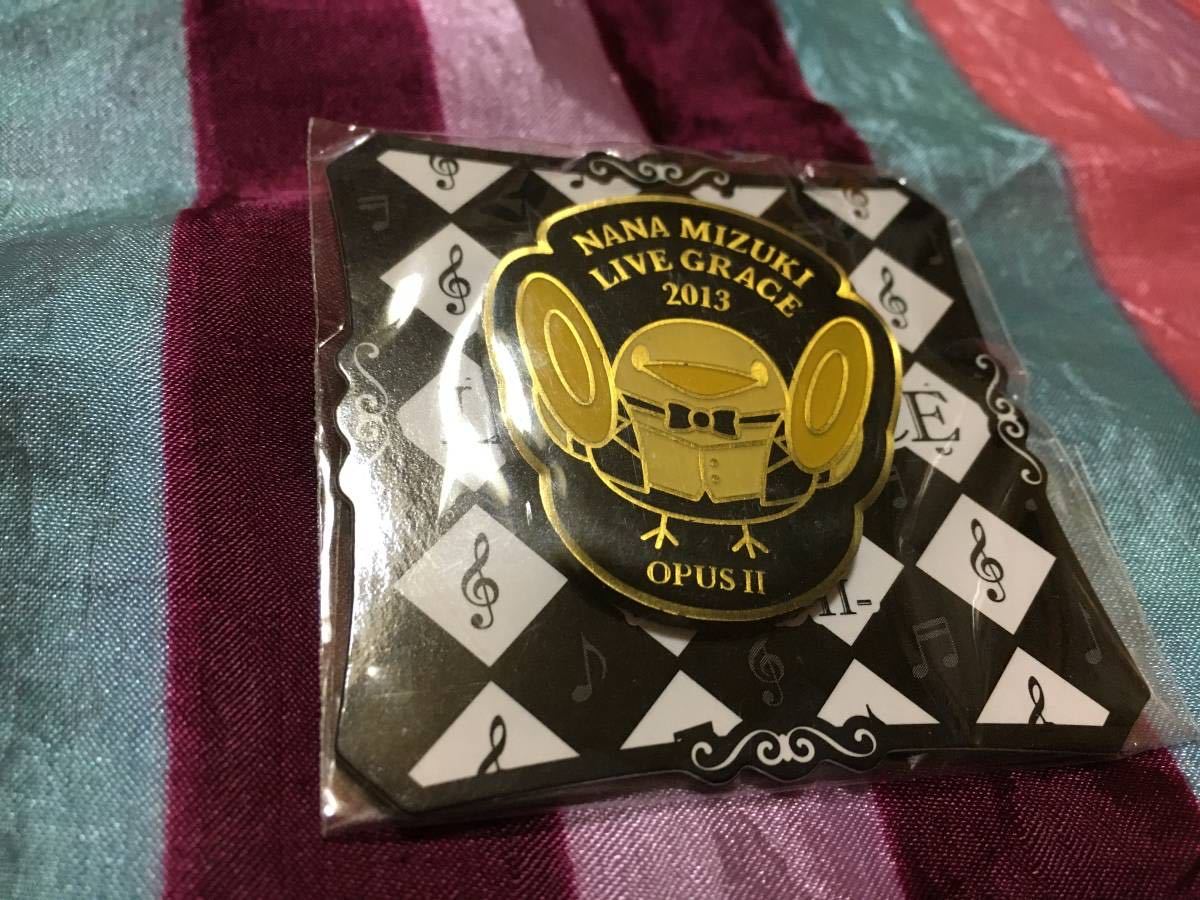 NANA MIZUKI
LIVE GRACE
2013
OPUS II